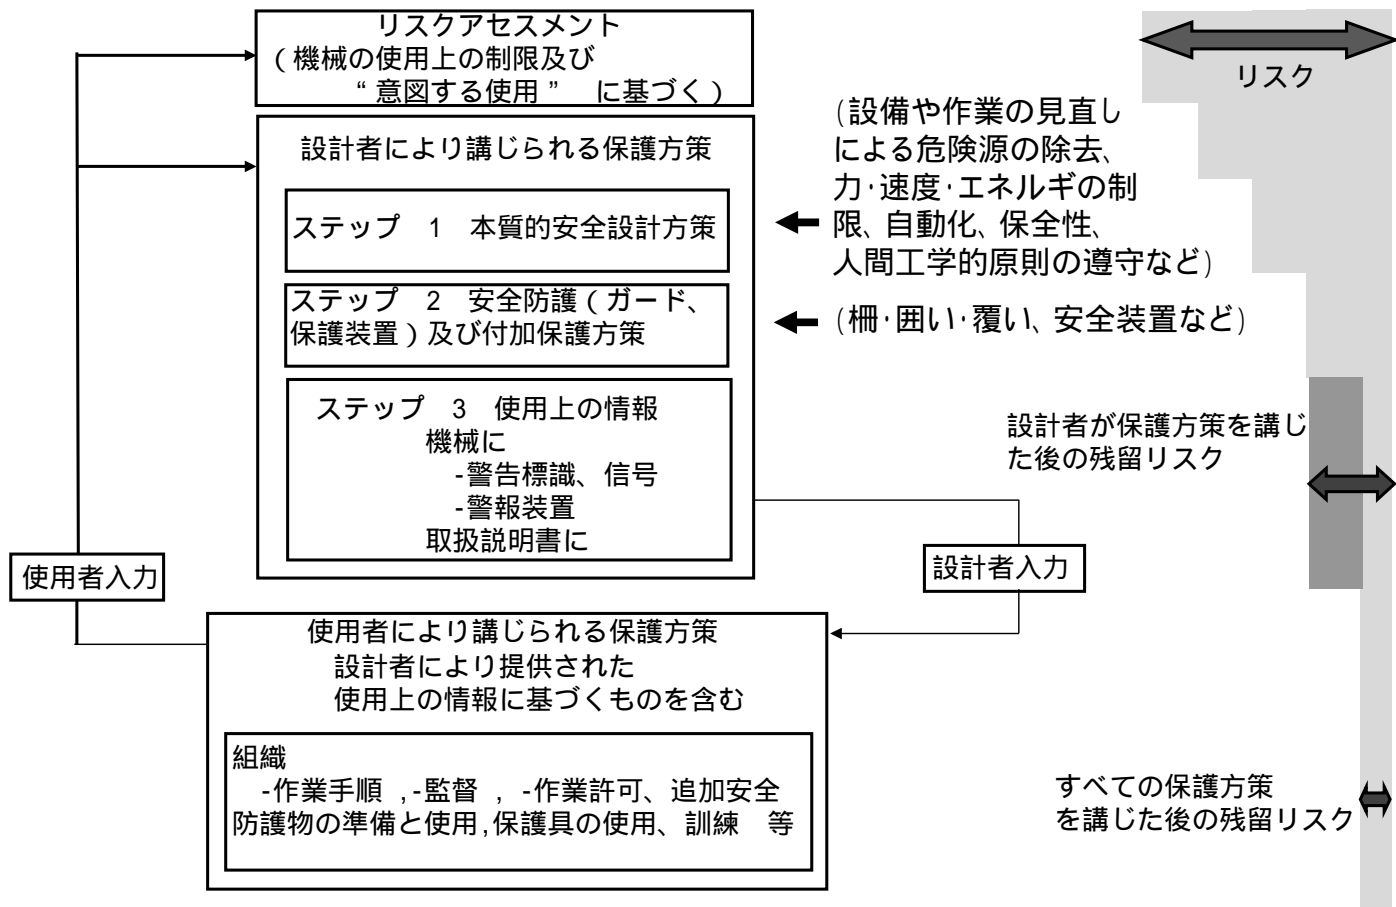 リスクアセスメント
(機械の使用上の制限及び
“意図する使用” に基づく)
リスク
設計者により講じられる保護方策
ステップ 1 本質的安全設計方策
(設備や作業の見直し
による危険源の除去、
力・速度・エネルギの制
限、自動化、保全性、
人間工学的原則の遵守など)
ステップ 2 安全防護(ガード、
保護装置)及び付加保護方策
(柵・囲い・覆い、安全装置など)
ステップ 3 使用上の情報
機械に
-警告標識、信号
-警報装置
取扱説明書に
設計者が保護方策を講じ
た後の残留リスク
使用者入力
設計者入力
使用者により講じられる保護方策
設計者により提供された
使用上の情報に基づくものを含む
組織
-作業手順 ,-監督 , -作業許可、追加安全
防護物の準備と使用,保護具の使用、訓練 等
すべての保護方策
を講じた後の残留リスク